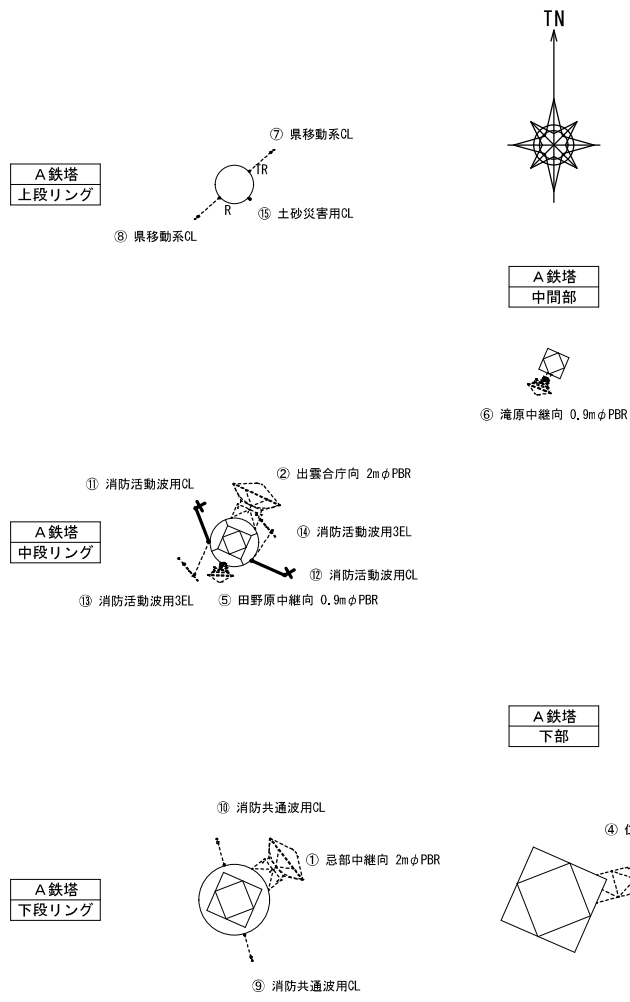 TN
⑦ 県移動系CL
TR
A鉄塔
上段リング
R
⑮ 土砂災害用CL
⑧ 県移動系CL
A鉄塔
中間部
⑥ 滝原中継向 0.9mφPBR
② 出雲合庁向 2mφPBR
⑪ 消防活動波用CL
A鉄塔
中段リング
⑭ 消防活動波用3EL
⑫ 消防活動波用CL
⑬ 消防活動波用3EL
⑤ 田野原中継向 0.9mφPBR
A鉄塔
下部
⑩ 消防共通波用CL
④
① 忌部中継向 2mφPBR
A鉄塔
下段リング
⑨ 消防共通波用CL